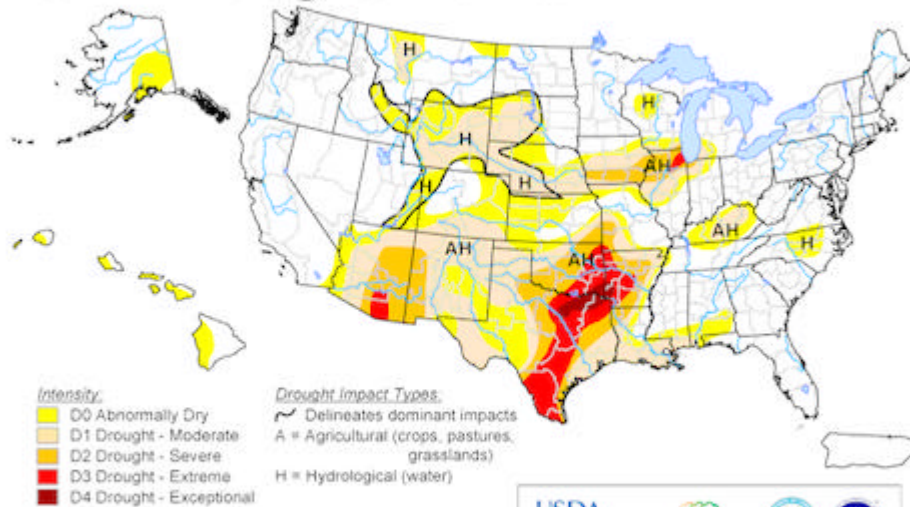 H
H
H
H
H
AH
AH
AH
H
AH
Intensity:
D0 Abnormally Dry
D1 Drought - Moderate
D2 Drought - Severe
D3 Drought - Extreme
D4 Drought - Exceptional
Drought Impact Types:
Delineates dominant impacts
A = Agricultural (crops, pastures,
grasslands)
H = Hydrological (water)
USDA